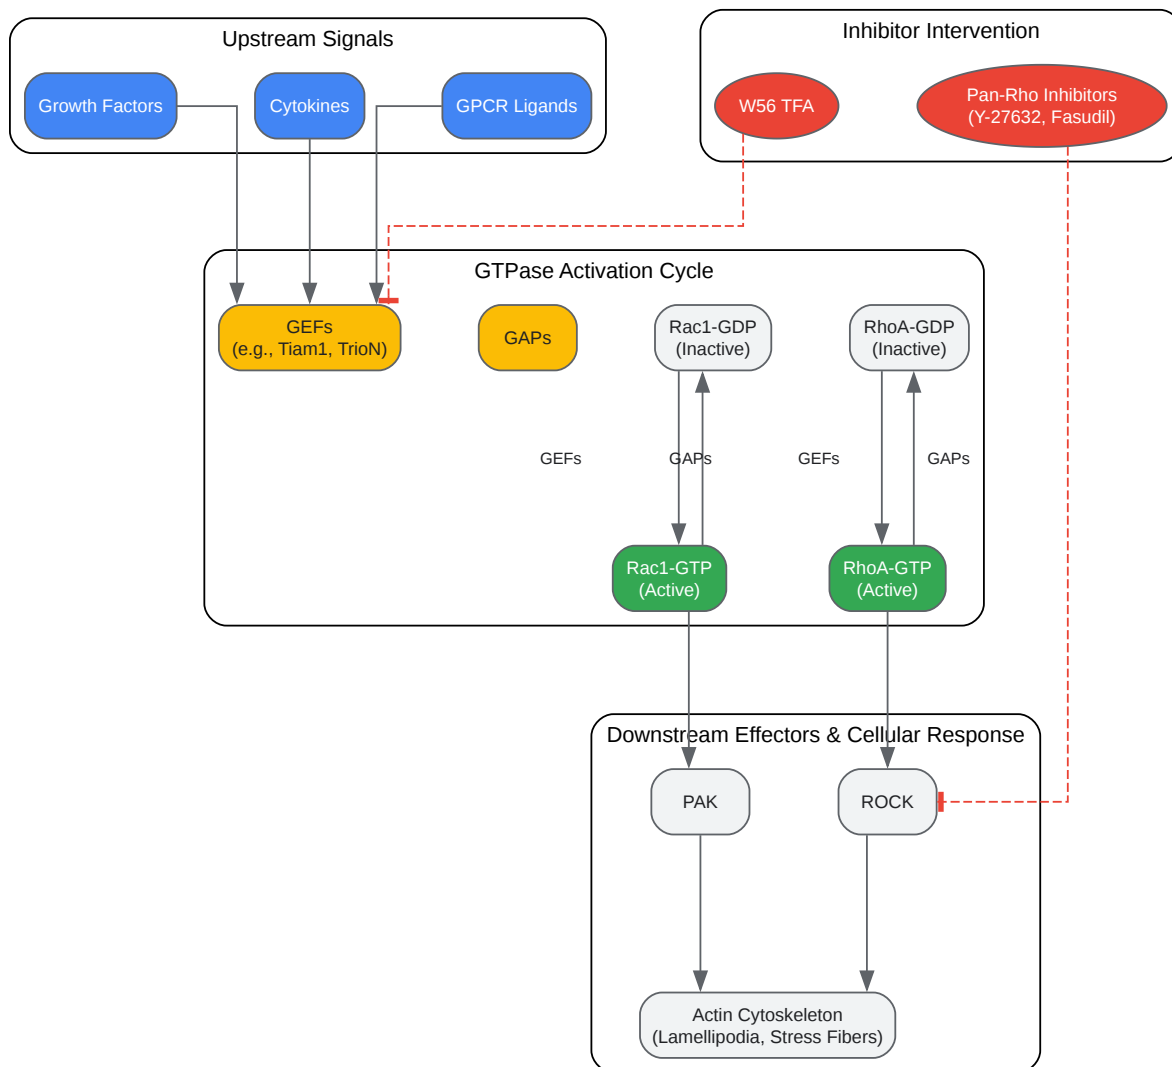 Upstream Signals
Growth Factors
Cytokines
GPCR Ligands
Inhibitor Intervention
W56 TFA
Pan-Rho Inhibitors
(Y-27632, Fasudil)
GTPase Activation Cycle
GEFs
(e.g., Tiam1, TrioN)
GAPs
Rac1-GDP
(Inactive)
RhoA-GDP
(Inactive)
GEFs
GAPs
GEFs
GAPs
Rac1-GTP
(Active)
RhoA-GTP
(Active)
Downstream Effectors & Cellular Response
PAK
ROCK
Actin Cytoskeleton
(Lamellipodia, Stress Fibers)